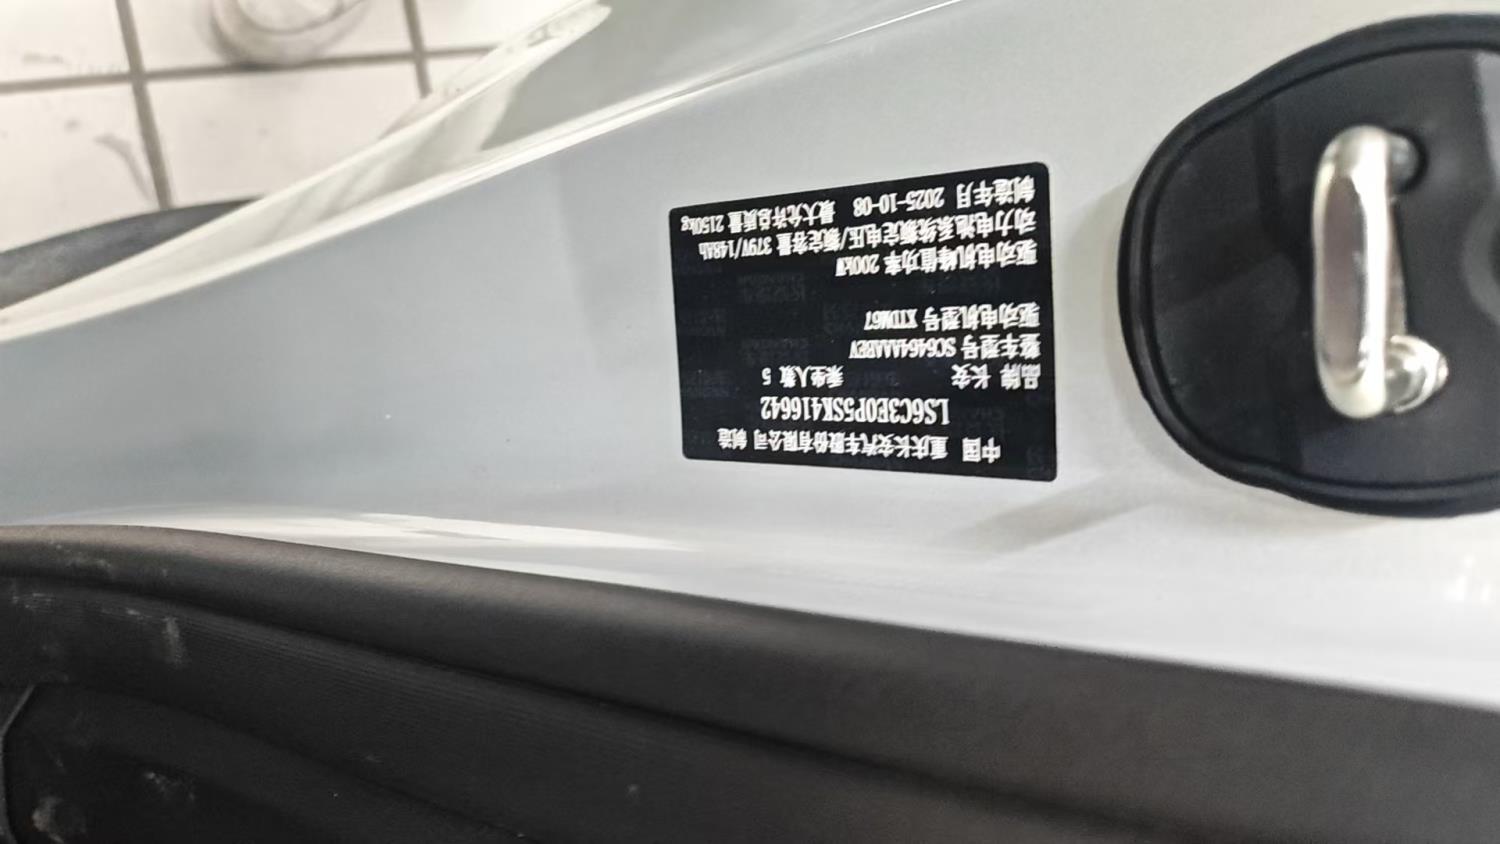 中国 重庆长安汽车股份有限公司 制造
LS6C3E0P5SK416642
品牌 长安 乘坐人数 5
整车型号 SC6464AAABEV
驱动电机型号 XTDM67
驱动电机峰值功率 200kW
动力电池系统额定电压/额定容量 379V/148Ah
制造年月 2025-10-08 最大允许总质量 2150kg